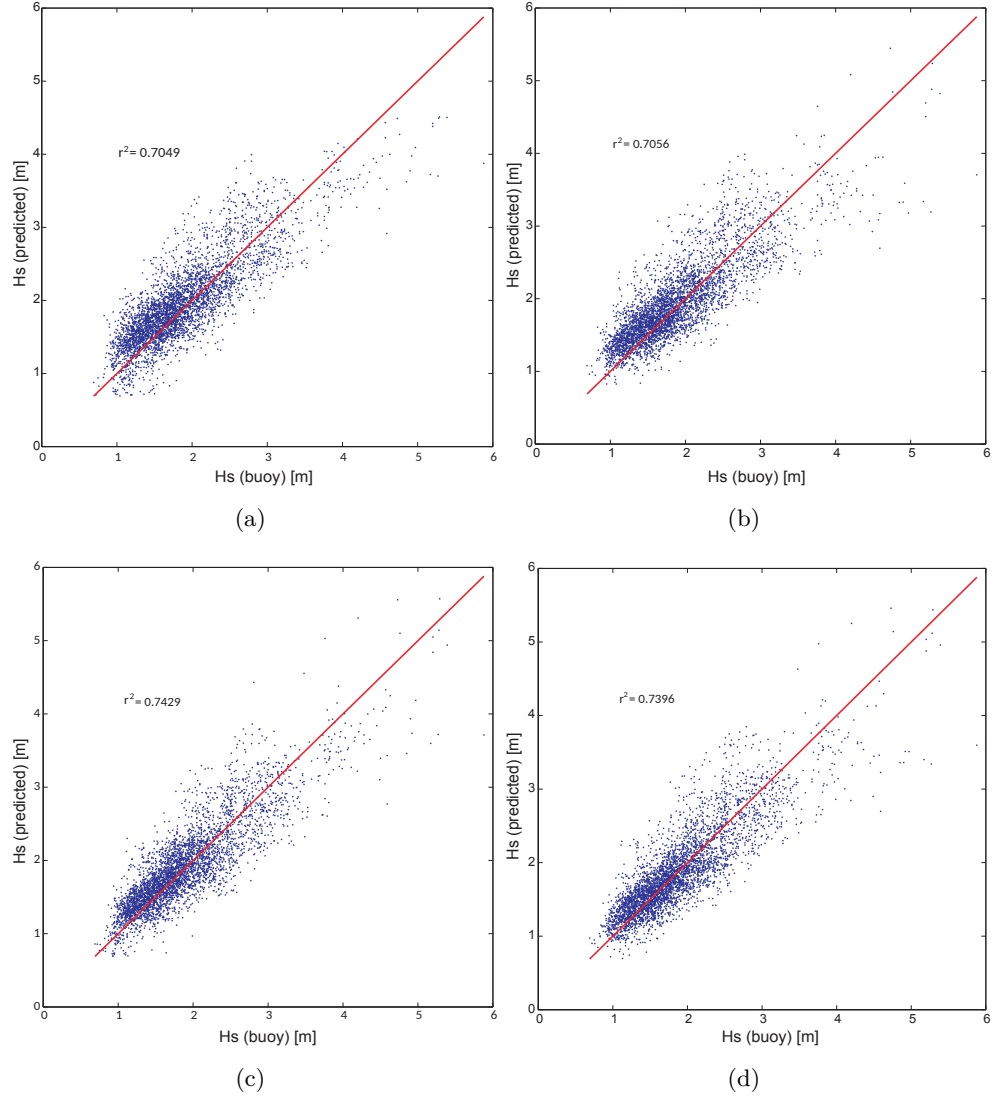 6
5
4
3
2
1
0
Hs (predicted) [m]
r²= 0.7049
0 1 2 3 4 5 6
Hs (buoy) [m]
(a)
6
5
4
3
2
1
0
Hs (predicted) [m]
r²= 0.7056
0 1 2 3 4 5 6
Hs (buoy) [m]
(b)
6
5
4
3
2
1
0
Hs (predicted) [m]
r²= 0.7429
0 1 2 3 4 5 6
Hs (buoy) [m]
(c)
6
5
4
3
2
1
0
Hs (predicted) [m]
r²= 0.7396
0 1 2 3 4 5 6
Hs (buoy) [m]
(d)